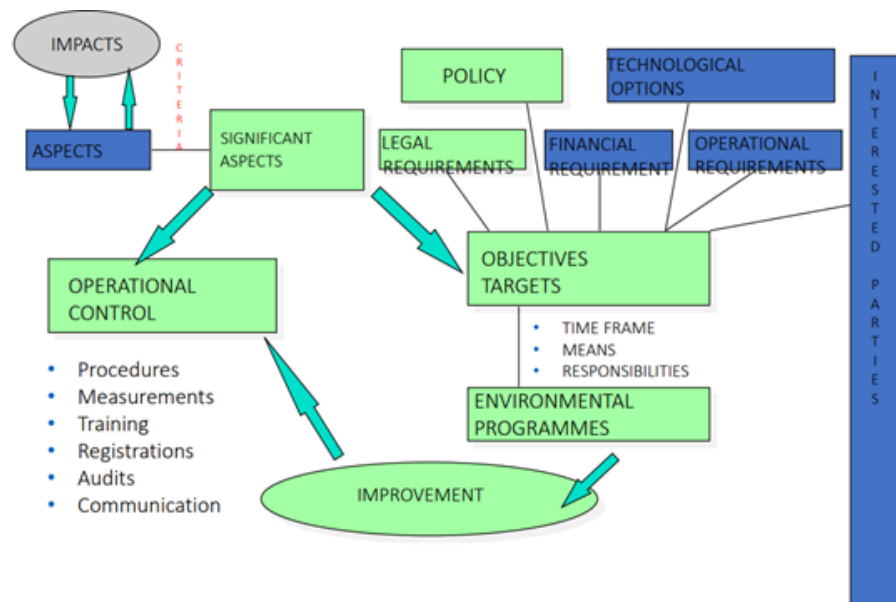 IMPACTS
CRITERIA
ASPECTS
SIGNIFICANT
ASPECTS
POLICY
TECHNOLOGICAL
OPTIONS
LEGAL
REQUIREMENTS
FINANCIAL
REQUIREMENT
OPERATIONAL
REQUIREMENTS
INTERESTED PARTIES
OBJECTIVES
TARGETS
OPERATIONAL
CONTROL
• TIME FRAME
• MEANS
• RESPONSIBILITIES
• Procedures
• Measurements
• Training
• Registrations
• Audits
• Communication
ENVIRONMENTAL
PROGRAMMES
IMPROVEMENT